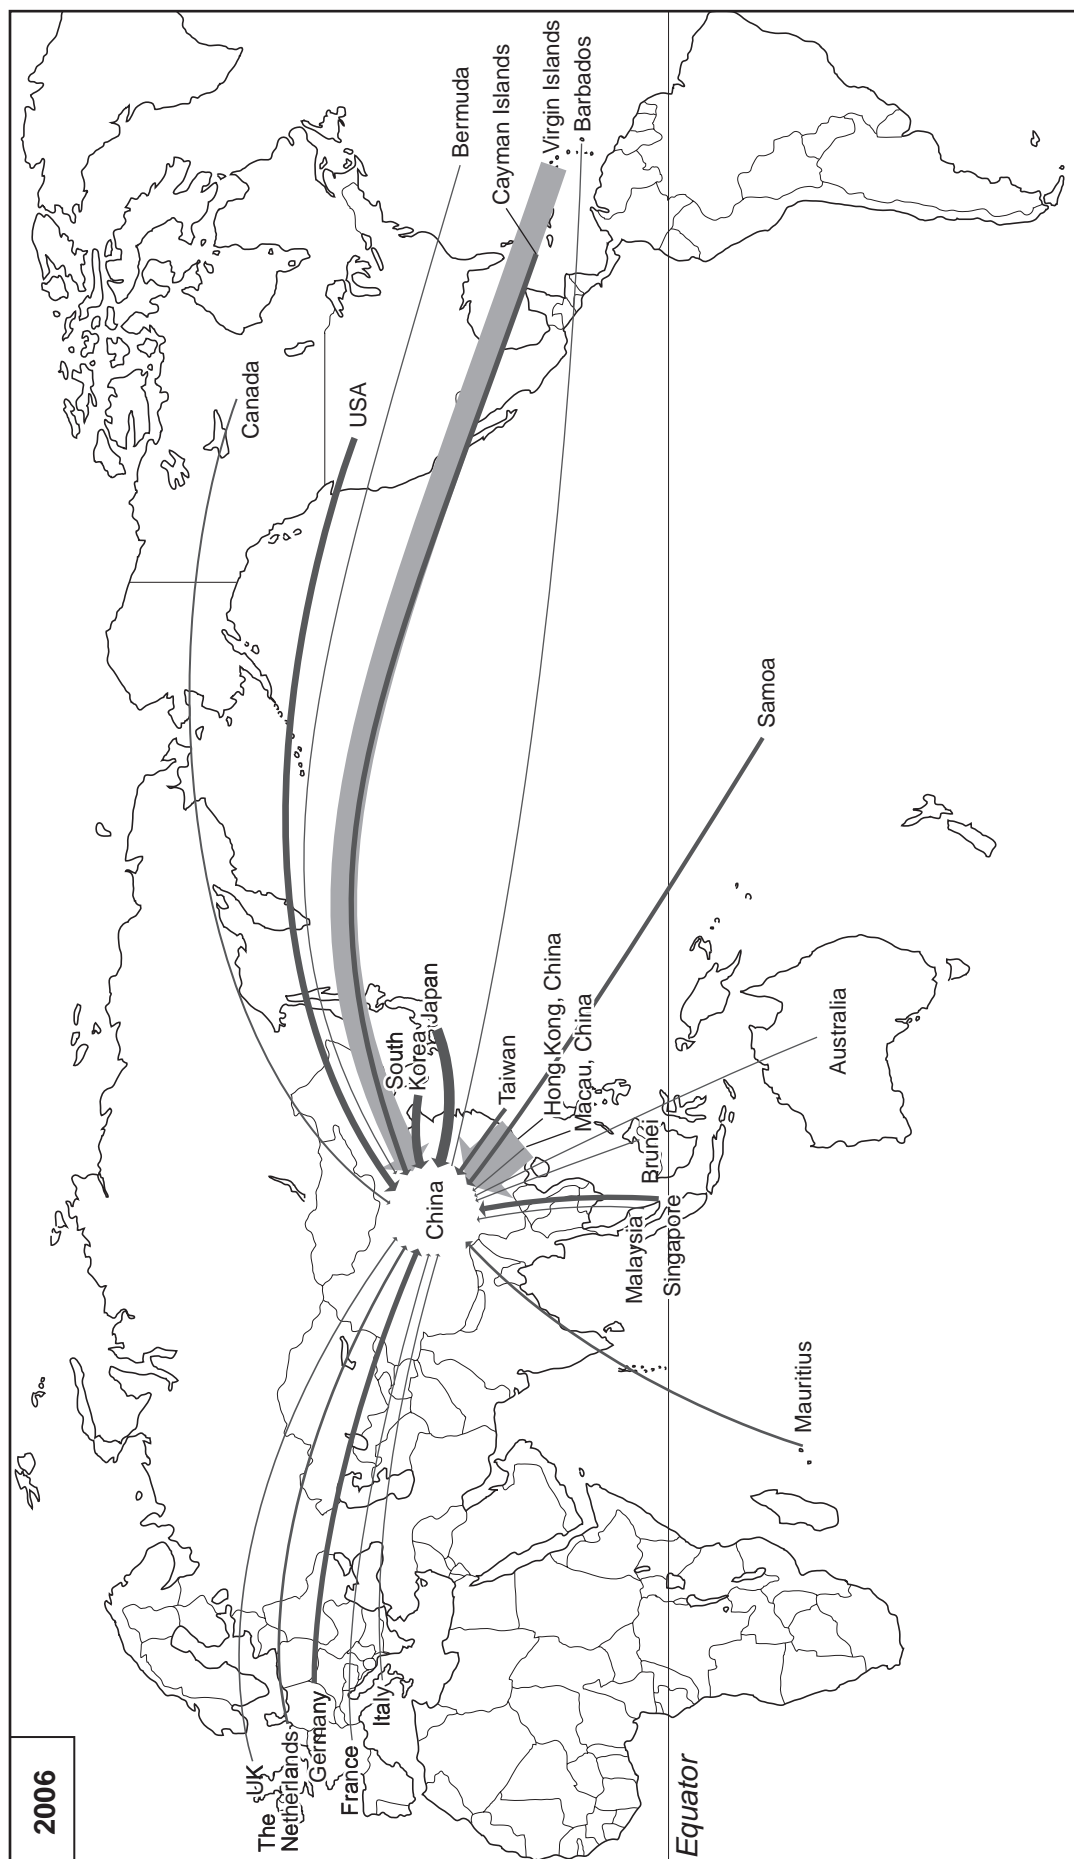 2006
UK
The
Netherlands
Germany
France
Italy
Equator
Mauritius
Malaysia
Singapore
Brunei
China
South
Korea
Japan
Taiwan
Hong Kong, China
Macau, China
Australia
Samoa
Canada
USA
Bermuda
Cayman Islands
Virgin Islands
Barbados